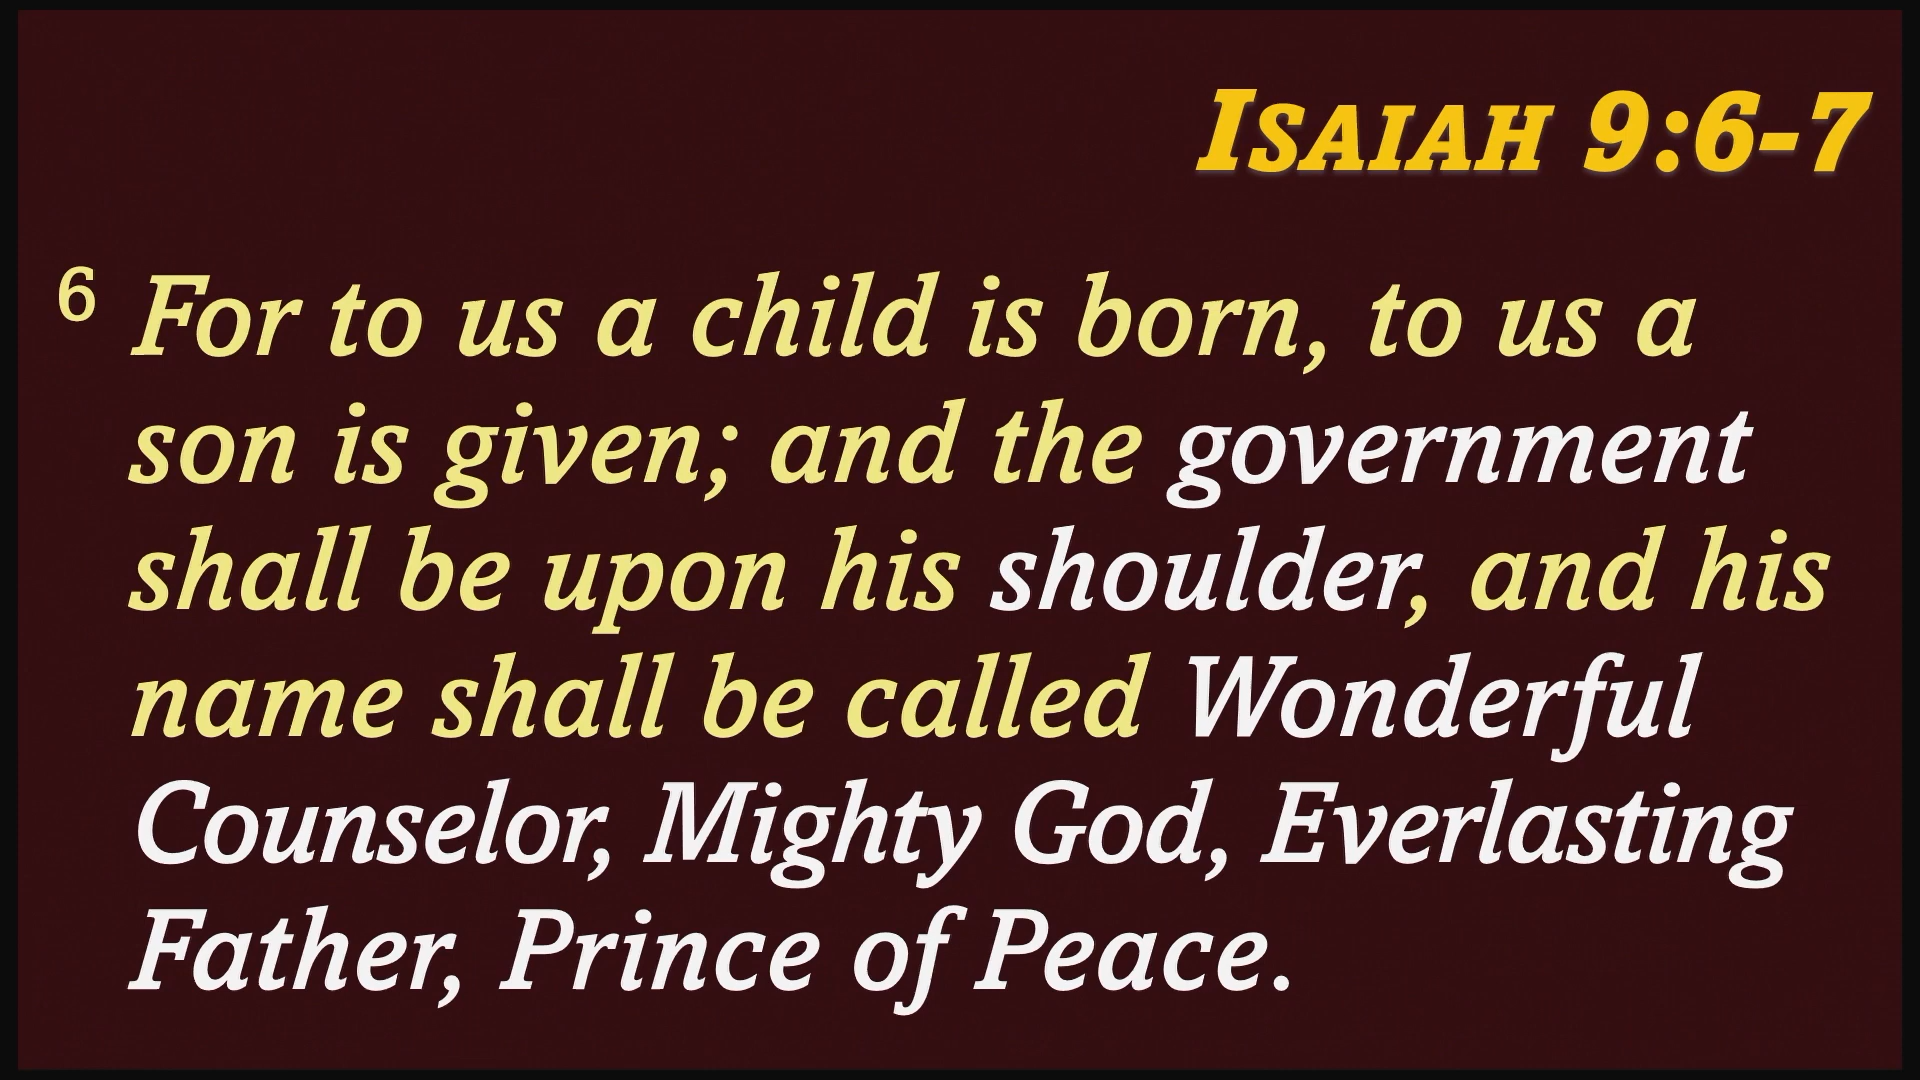 Isaiah 9:6-7
6 For to us a child is born, to us a
son is given; and the government
shall be upon his shoulder, and his
name shall be called Wonderful
Counselor, Mighty God, Everlasting
Father, Prince of Peace.